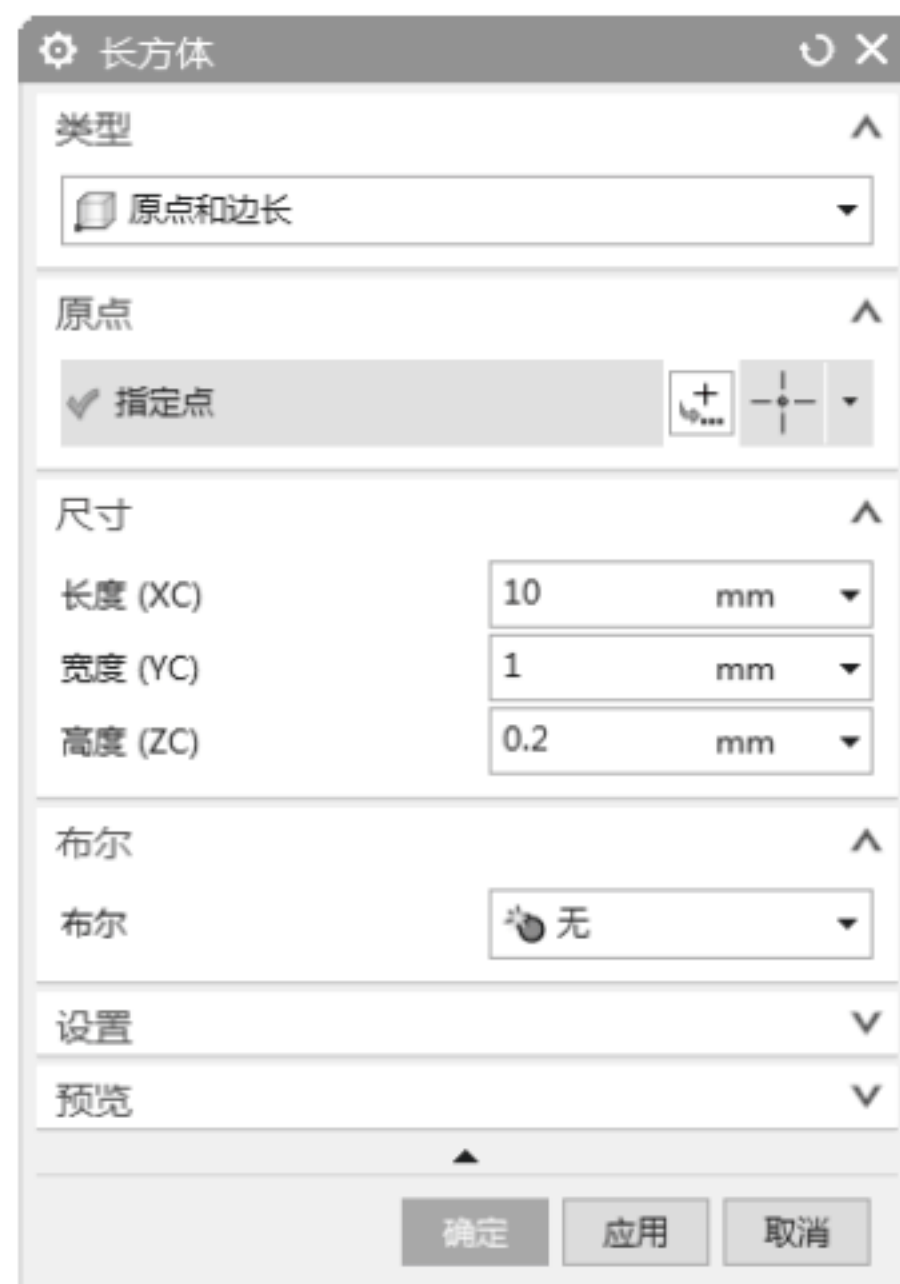 长方体
类型
原点和边长
原点
指定点
尺寸
长度 (XC) 10 mm
宽度 (YC) 1 mm
高度 (ZC) 0.2 mm
布尔
布尔 无
设置
预览
确定 应用 取消